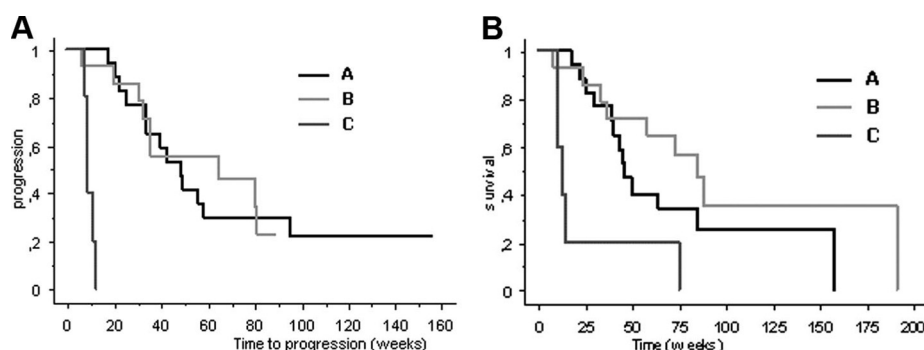 A
B
1
,8
,6
,4
,2
0
progression
A
B
C
0 20 40 60 80 100 120 140 160
Time to progression (weeks)
1
,8
,6
,4
,2
0
survival
A
B
C
0 25 50 75 100 125 150 175 200
Time (weeks)